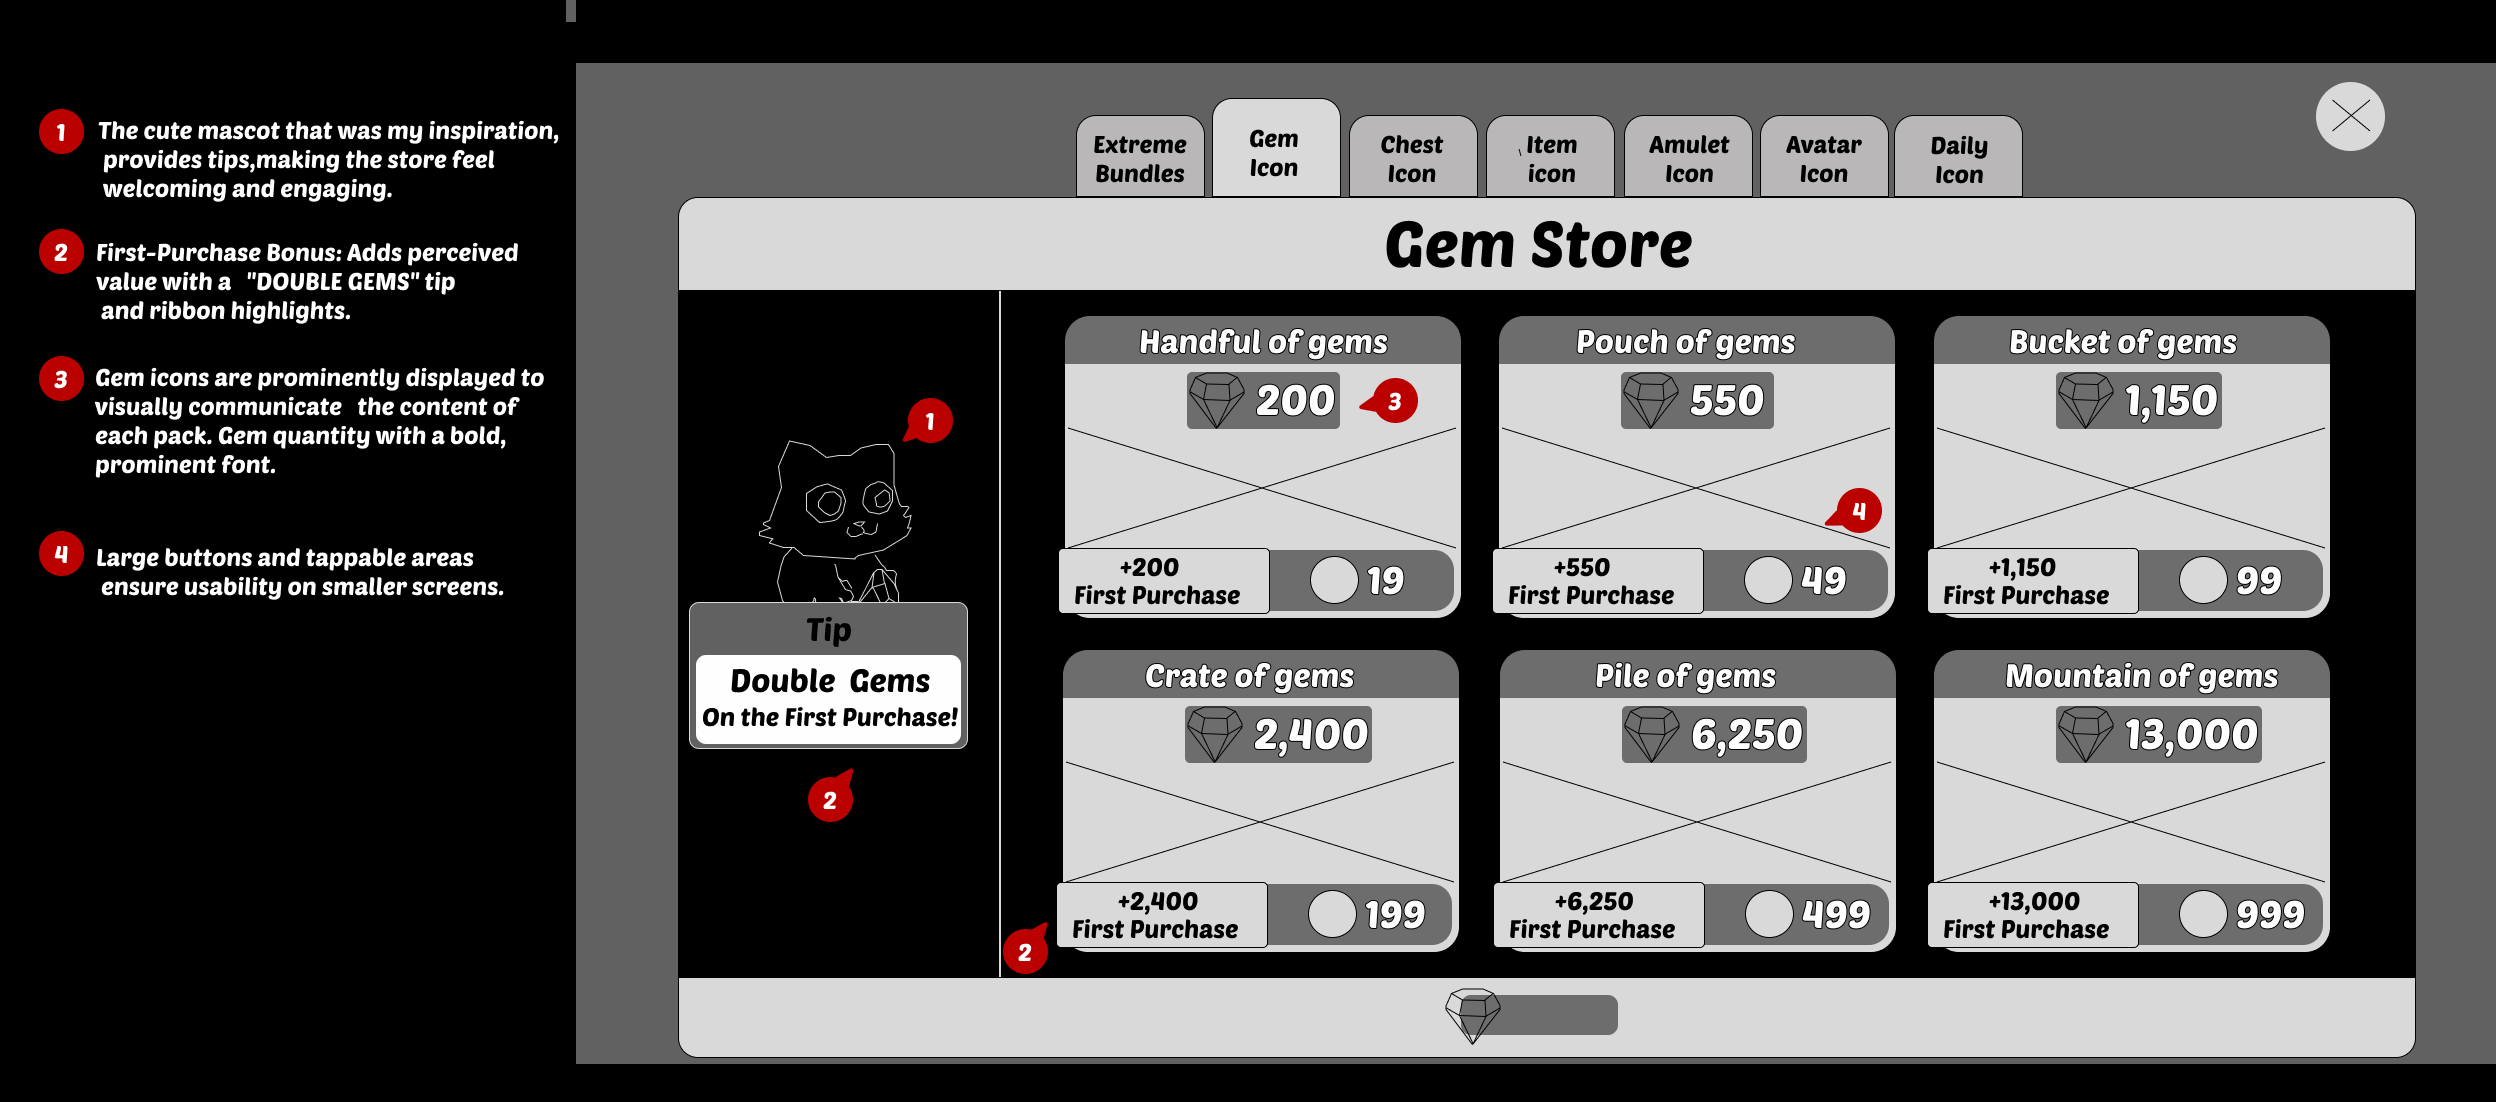 1
The cute mascot that was my inspiration,
provides tips,making the store feel
welcoming and engaging.
2
First-Purchase Bonus: Adds perceived
value with a "DOUBLE GEMS" tip
and ribbon highlights.
3
Gem icons are prominently displayed to
visually communicate the content of
each pack. Gem quantity with a bold,
prominent font.
4
Large buttons and tappable areas
ensure usability on smaller screens.
Extreme
Bundles
Gem
Icon
Chest
Icon
Item
icon
Amulet
Icon
Avatar
Icon
Daily
Icon
Gem Store
1
Tip
Double Gems
On the First Purchase!
2
Handful of gems
200
3
+200
First Purchase
19
Pouch of gems
550
4
+550
First Purchase
49
Bucket of gems
1,150
+1,150
First Purchase
99
Crate of gems
2,400
+2,400
First Purchase
199
2
Pile of gems
6,250
+6,250
First Purchase
499
Mountain of gems
13,000
+13,000
First Purchase
999